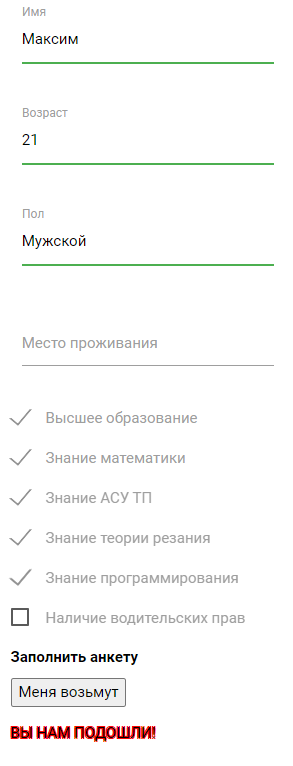 Имя
Максим
Возраст
21
Пол
Мужской
Место проживания
Высшее образование
Знание математики
Знание АСУ ТП
Знание теории резания
Знание программирования
Наличие водительских прав
Заполнить анкету
Меня возьмут
ВЫ НАМ ПОДОШЛИ!